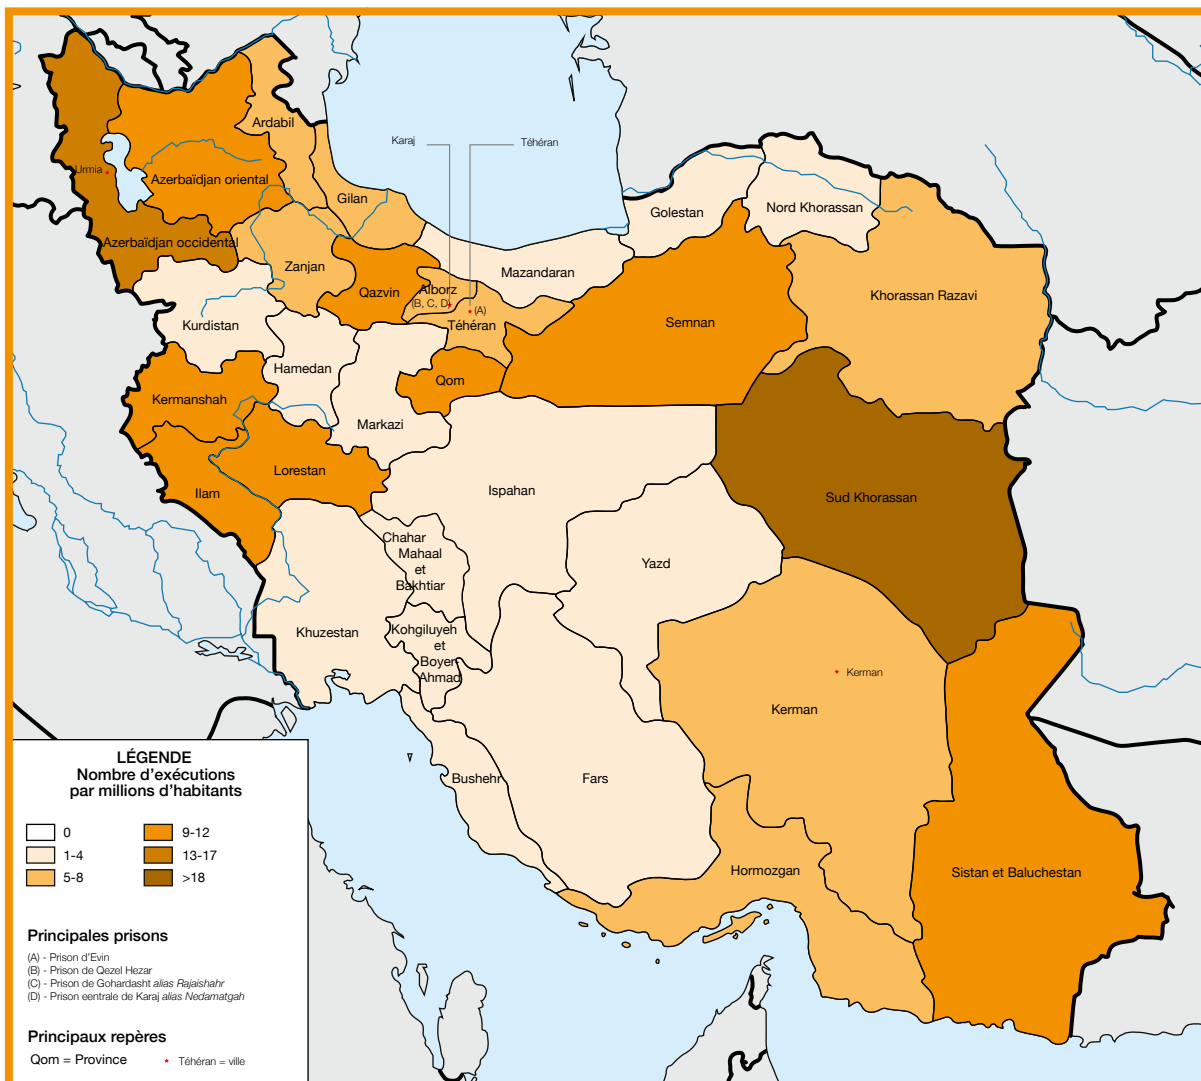 Ardabil
Karaj
Téhéran
Urmia
Azerbaïdjan oriental
Gilan
Golestan
Nord Khorassan
Azerbaïdjan occidental
Zanjan
Mazandaran
Qazvin
Alborz
(B, C, D)
(A)
Téhéran
Khorassan Razavi
Kurdistan
Semnan
Hamedan
Qom
Kermanshah
Markazi
Lorestan
Ilam
Ispahan
Sud Khorassan
Chahar
Mahaal
et
Bakhtiar
Yazd
Khuzestan
Kohgiluyeh
et
Boyer-
Ahmad
Kerman
Kerman
Bushehr
Fars
Hormozgan
Sistan et Baluchestan
LÉGENDE
Nombre d'exécutions
par millions d'habitants
0
9-12
1-4
13-17
5-8
>18
Principales prisons
(A) - Prison d'Evin
(B) - Prison de Qezel Hezar
(C) - Prison de Gohardasht alias Rajaishahr
(D) - Prison eentrale de Karaj alias Nedamatgah
Principaux repères
Qom = Province
Téhéran = ville